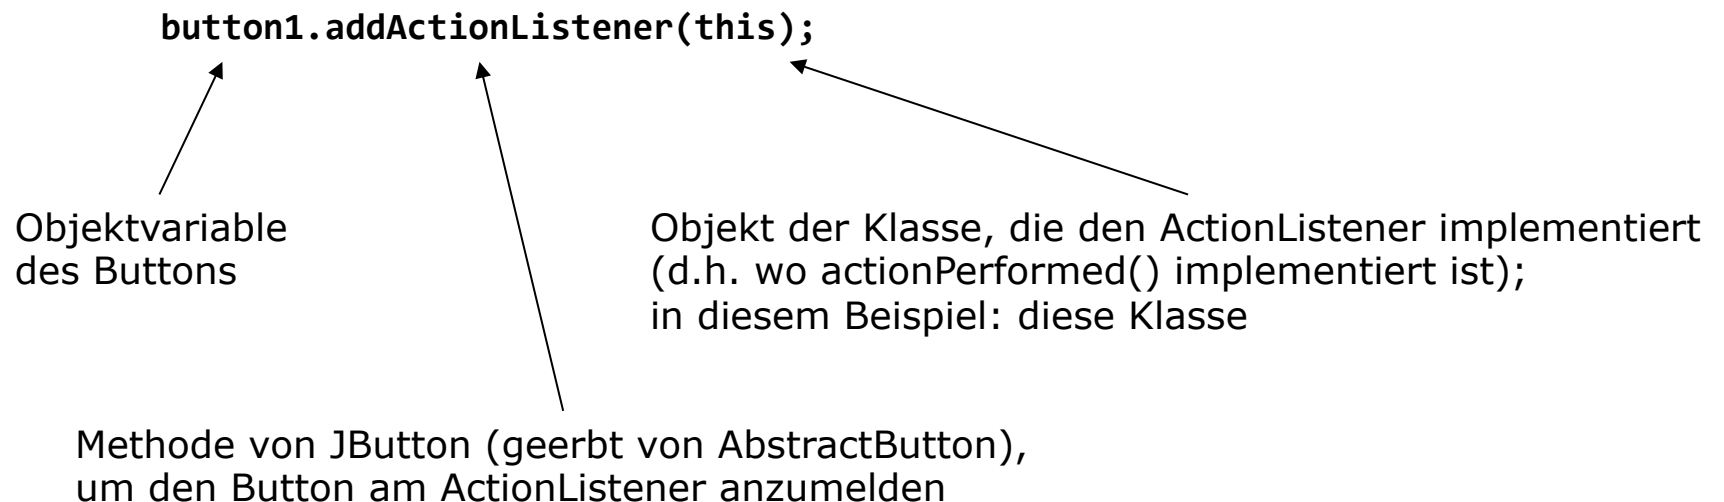 button1.addActionListener(this);
Objektvariable
des Buttons
Objekt der Klasse, die den ActionListener implementiert
(d.h. wo actionPerformed() implementiert ist);
in diesem Beispiel: diese Klasse
Methode von JButton (geerbt von AbstractButton),
um den Button am ActionListener anzumelden